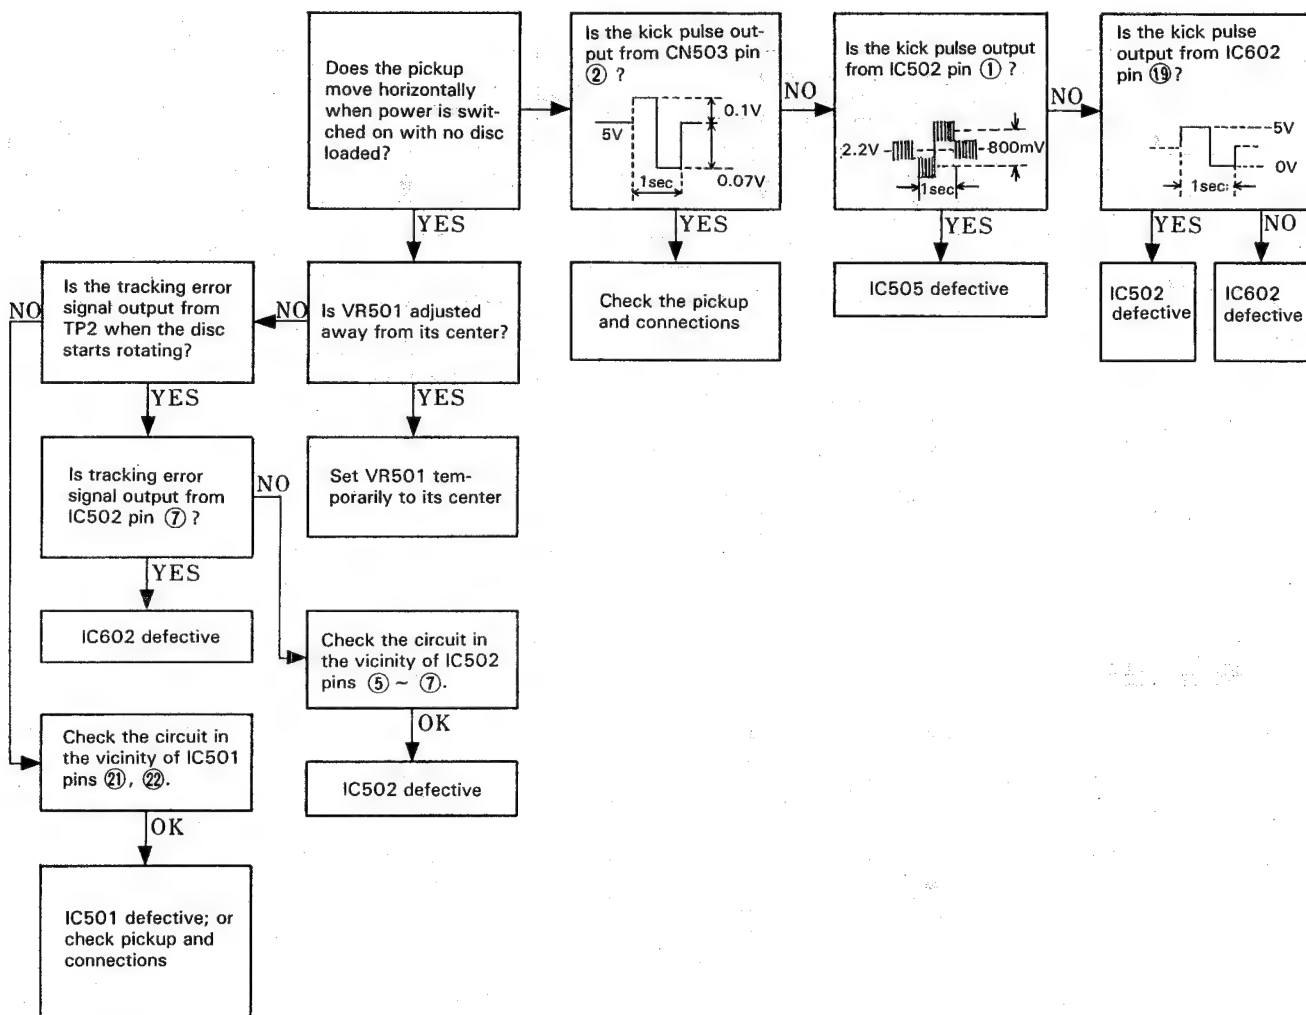 Does the pickup
move horizontally
when power is swit-
ched on with no disc
loaded?
YES
Is the kick pulse out-
put from CN503 pin
② ?
5V
0.1V
0.07V
1sec
NO
YES
Is the kick pulse output
from IC502 pin ① ?
2.2V
800mV
1sec
NO
YES
Is the kick pulse
output from IC602
pin ⑲?
5V
0V
1sec
YES
NO
Check the pickup
and connections
IC505 defective
IC502
defective
IC602
defective
Is VR501 adjusted
away from its center?
NO
YES
Set VR501 tem-
porarily to its center
Is the tracking error
signal output from
TP2 when the disc
starts rotating?
NO
YES
Is tracking error
signal output from
IC502 pin ⑦ ?
NO
YES
IC602 defective
Check the circuit in
the vicinity of IC502
pins ⑤ ~ ⑦.
OK
IC502 defective
Check the circuit in
the vicinity of IC501
pins ㉑, ㉒.
OK
IC501 defective; or
check pickup and
connections